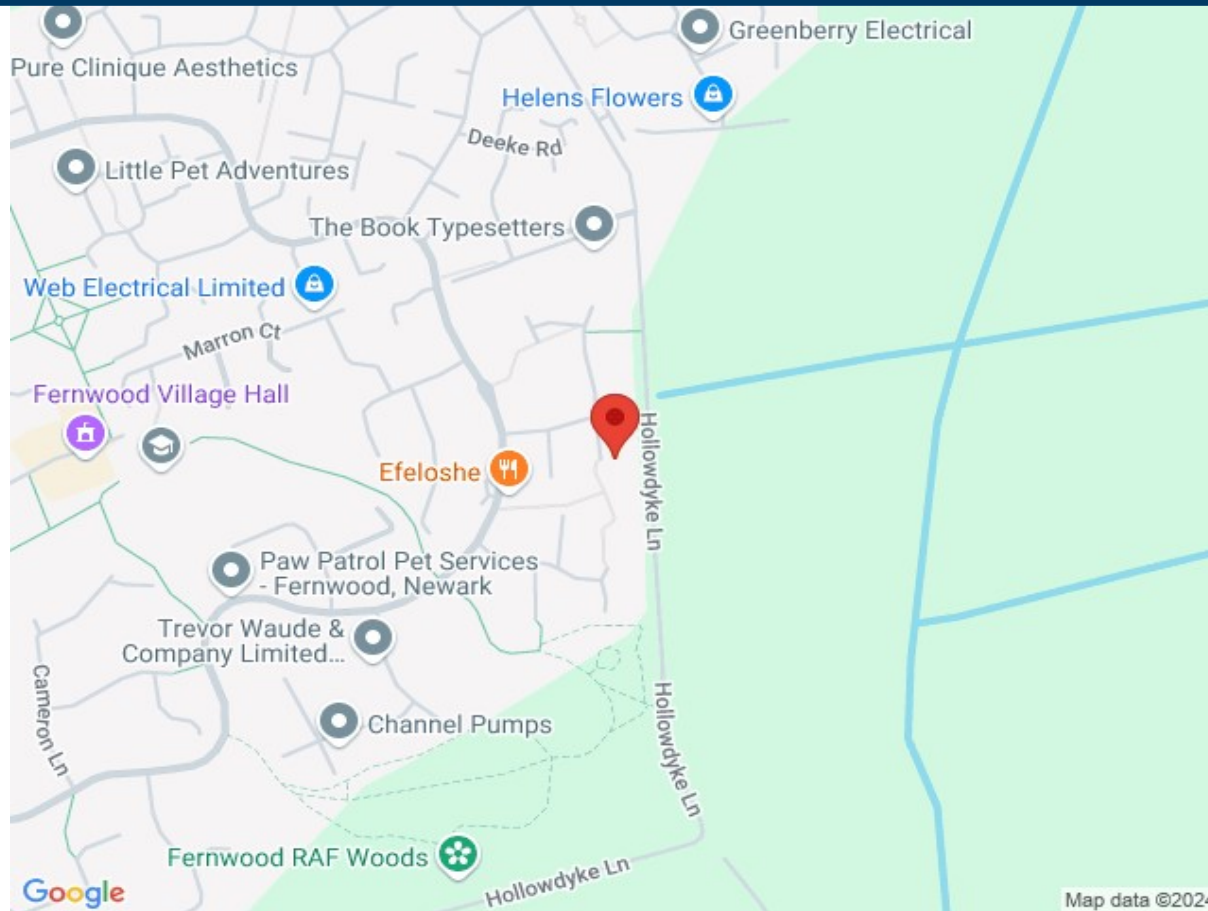 Greenberry Electrical
Pure Clinique Aesthetics
Helens Flowers
Deeke Rd
Little Pet Adventures
The Book Typesetters
Web Electrical Limited
Marron Ct
Fernwood Village Hall
Hollowdyke Ln
Efeloshe
Paw Patrol Pet Services
- Fernwood, Newark
Trevor Waude &
Company Limited...
Cameron Ln
Hollowdyke Ln
Channel Pumps
Fernwood RAF Woods
Hollowdyke Ln
Google
Map data ©2024